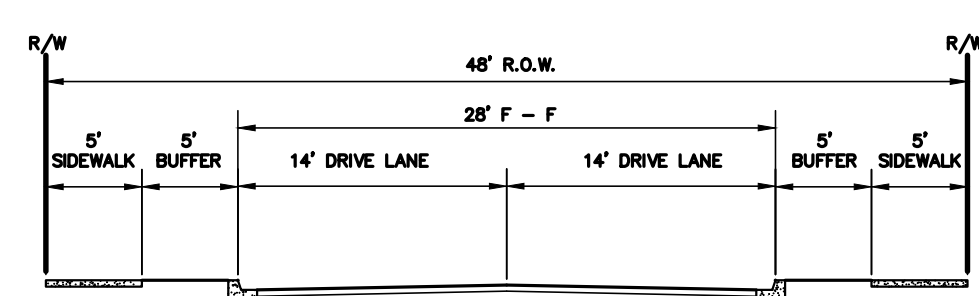 R/W R/W
48' R.O.W.
28' F - F
5' 5' 5' 5'
SIDEWALK BUFFER 14' DRIVE LANE 14' DRIVE LANE BUFFER SIDEWALK